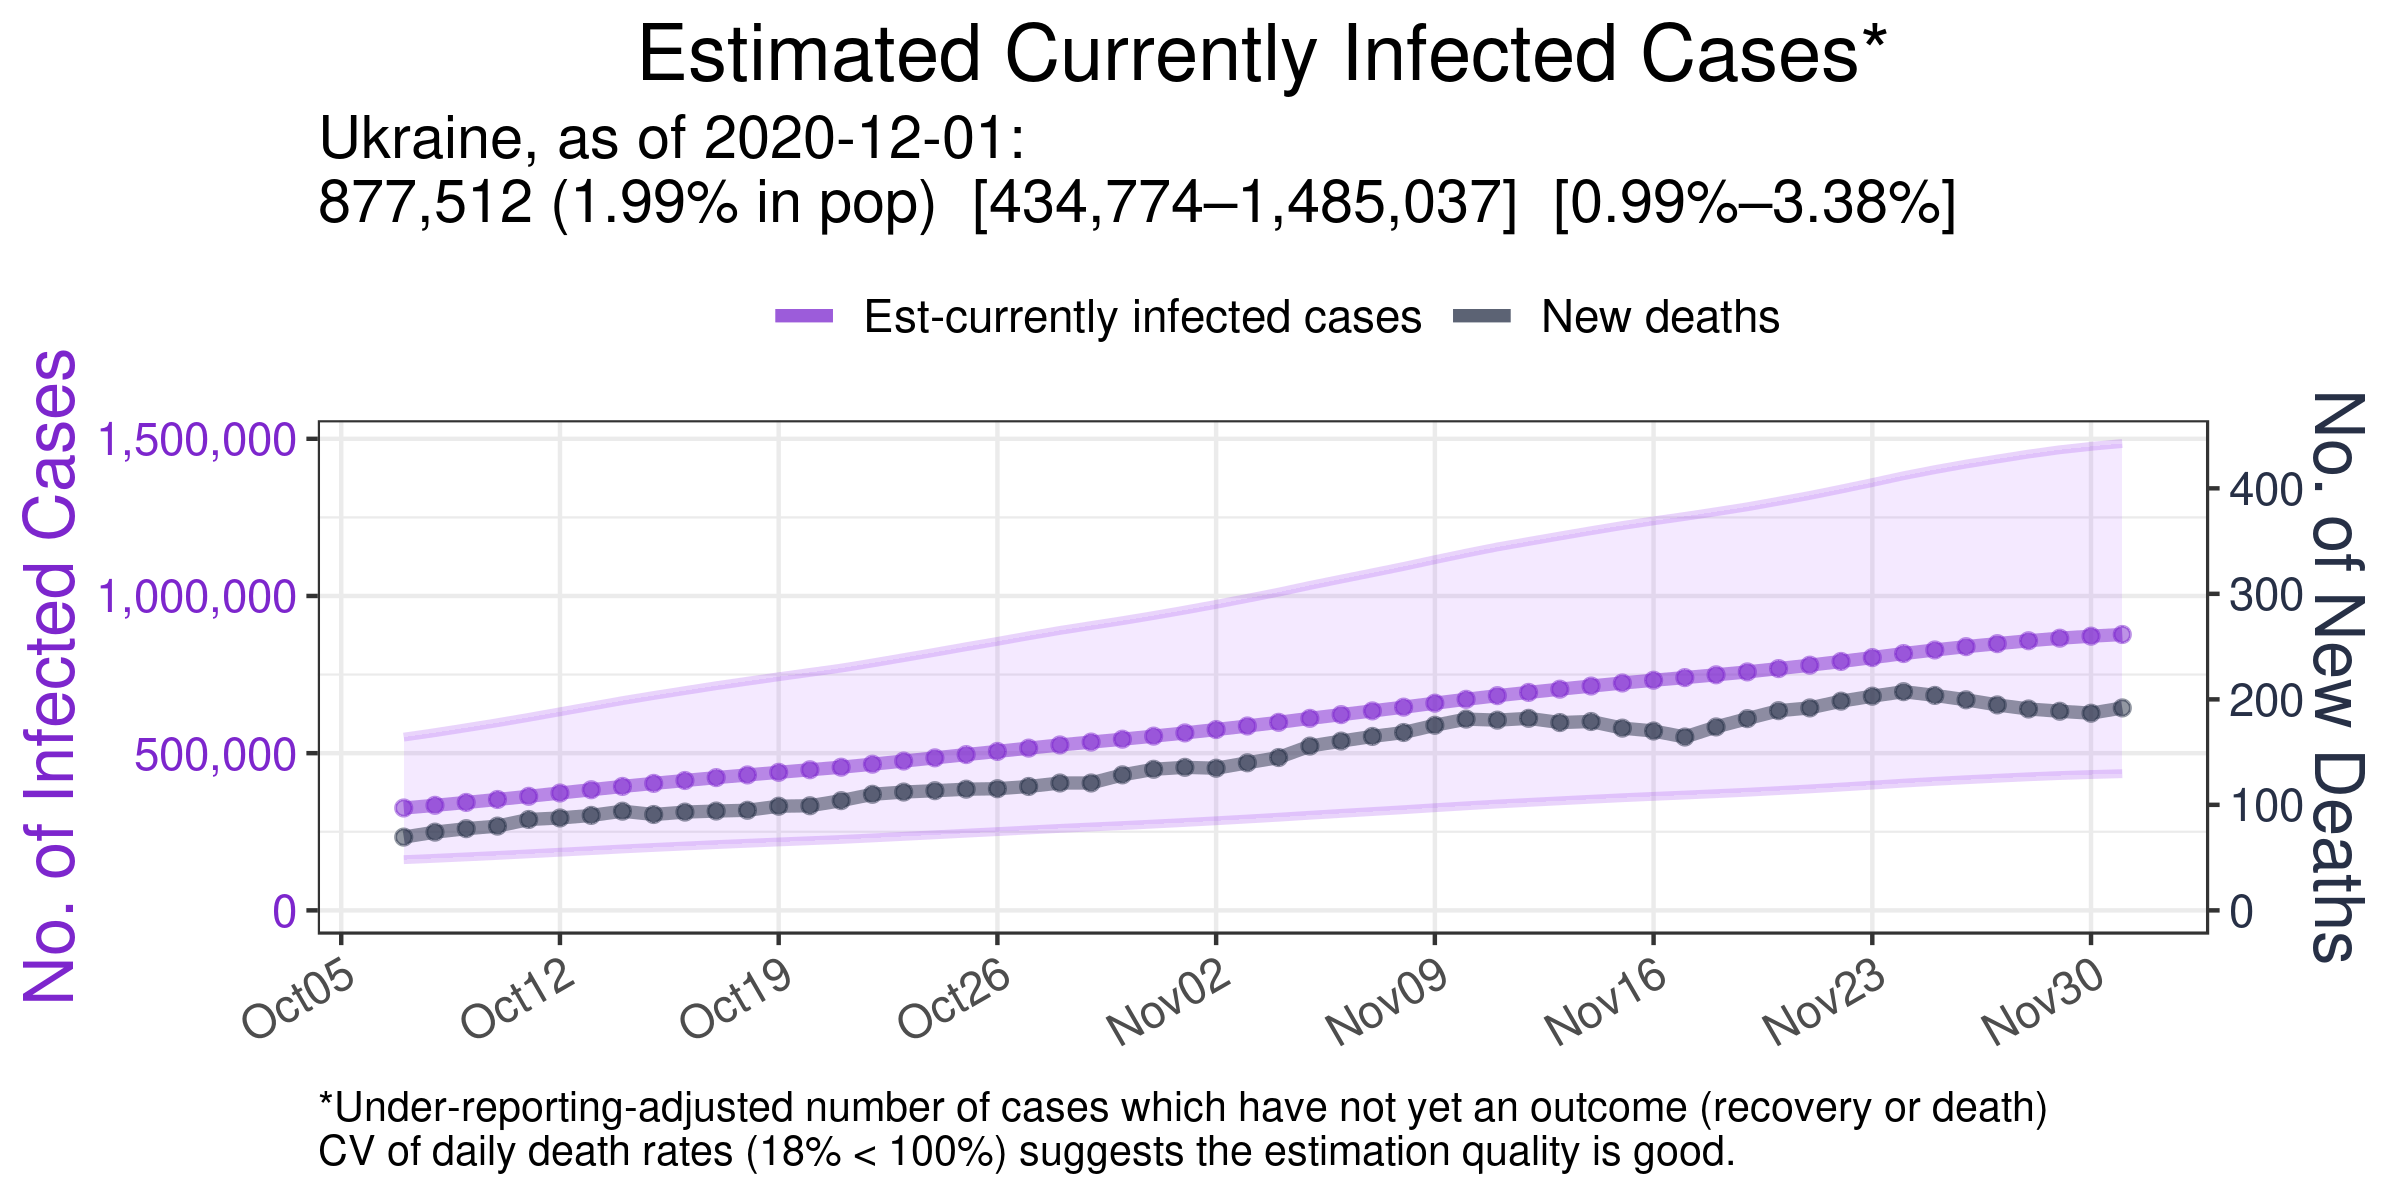 Estimated Currently Infected Cases*
Ukraine, as of 2020-12-01:
877,512 (1.99% in pop)  [434,774–1,485,037]  [0.99%–3.38%]
Est-currently infected cases
New deaths
No. of Infected Cases
1,500,000
1,000,000
500,000
0
400
300
200
100
0
No. of New Deaths
Oct05
Oct12
Oct19
Oct26
Nov02
Nov09
Nov16
Nov23
Nov30
*Under-reporting-adjusted number of cases which have not yet an outcome (recovery or death)
CV of daily death rates (18% < 100%) suggests the estimation quality is good.